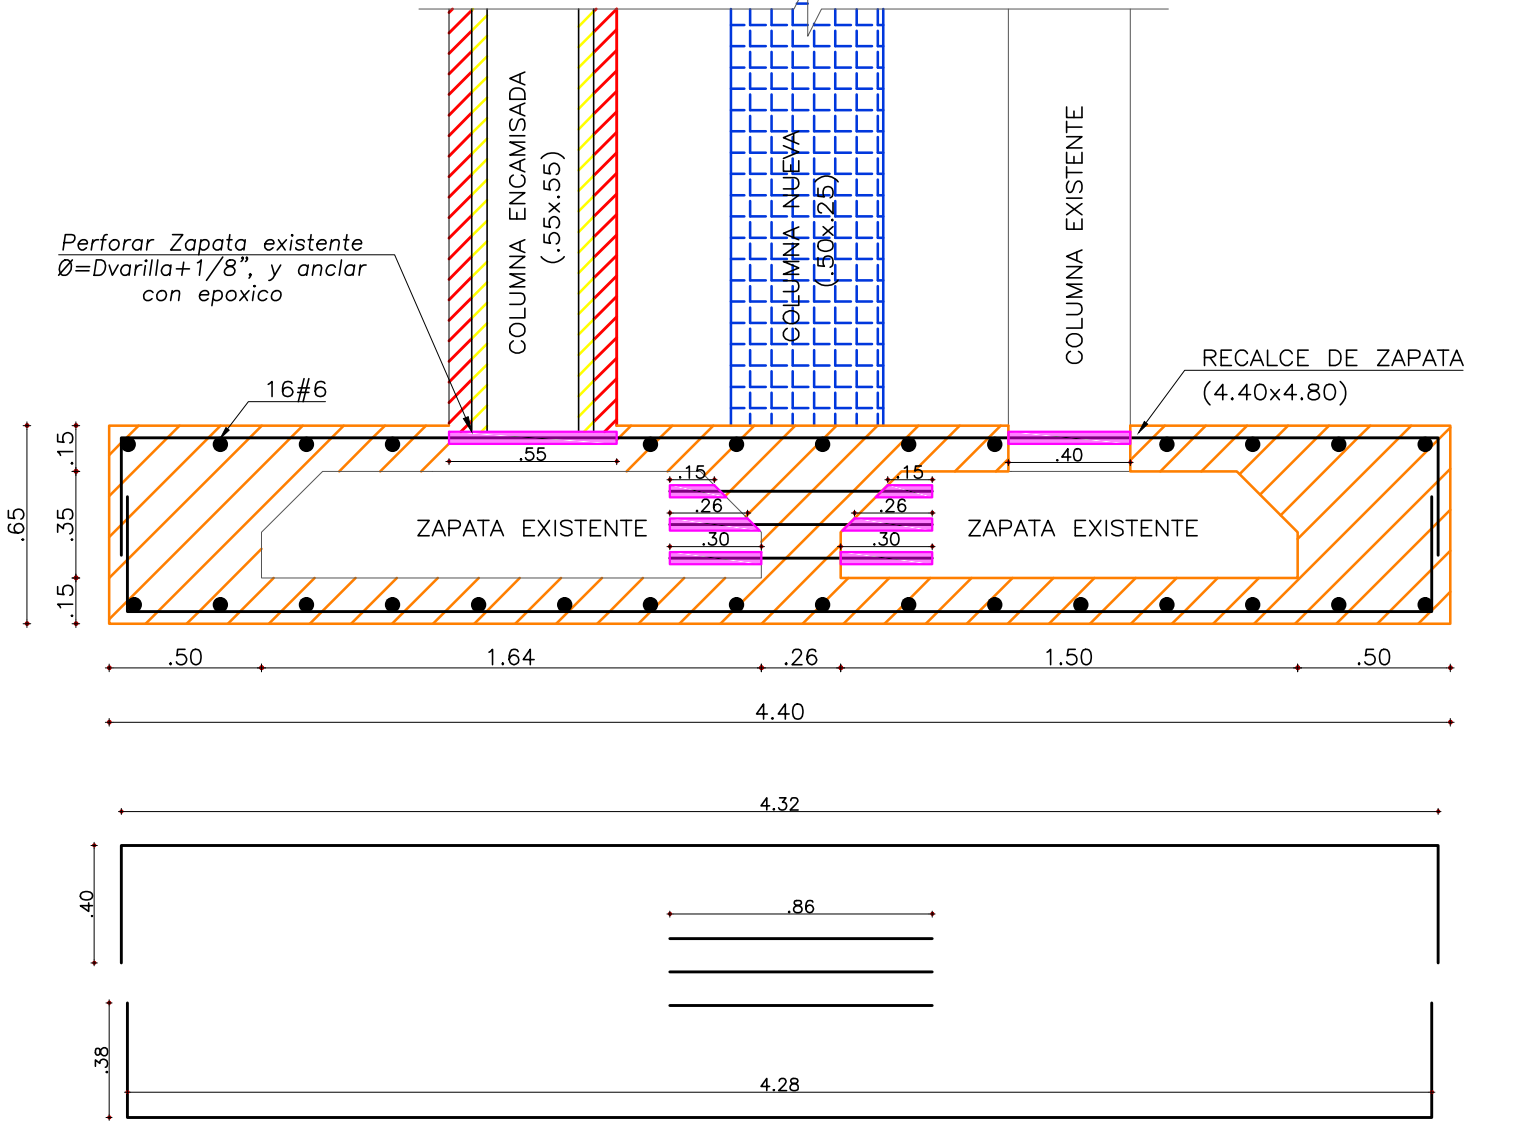 COLUMNA ENCAMISADA
(.55x.55)
COLUMNA NUEVA
(.50x.25)
COLUMNA EXISTENTE
Perforar Zapata existente
Ø=Dvarilla+1/8”, y anclar
con epoxico
16#6
RECALCE DE ZAPATA
(4.40x4.80)
.65
.15
.35
.15
.55
.40
.15
.15
.26
.26
.30
.30
ZAPATA EXISTENTE
ZAPATA EXISTENTE
.50
1.64
.26
1.50
.50
4.40
4.32
.40
.86
.38
4.28